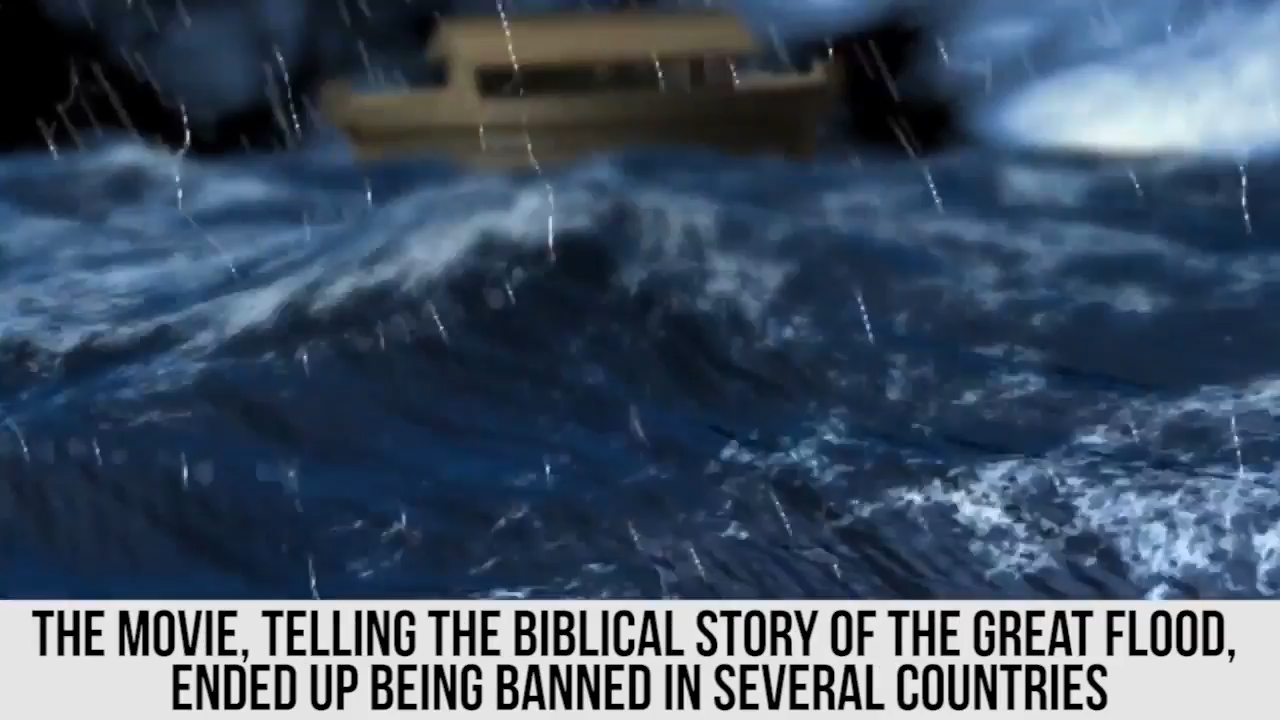 THE MOVIE, TELLING THE BIBLICAL STORY OF THE GREAT FLOOD,
ENDED UP BEING BANNED IN SEVERAL COUNTRIES